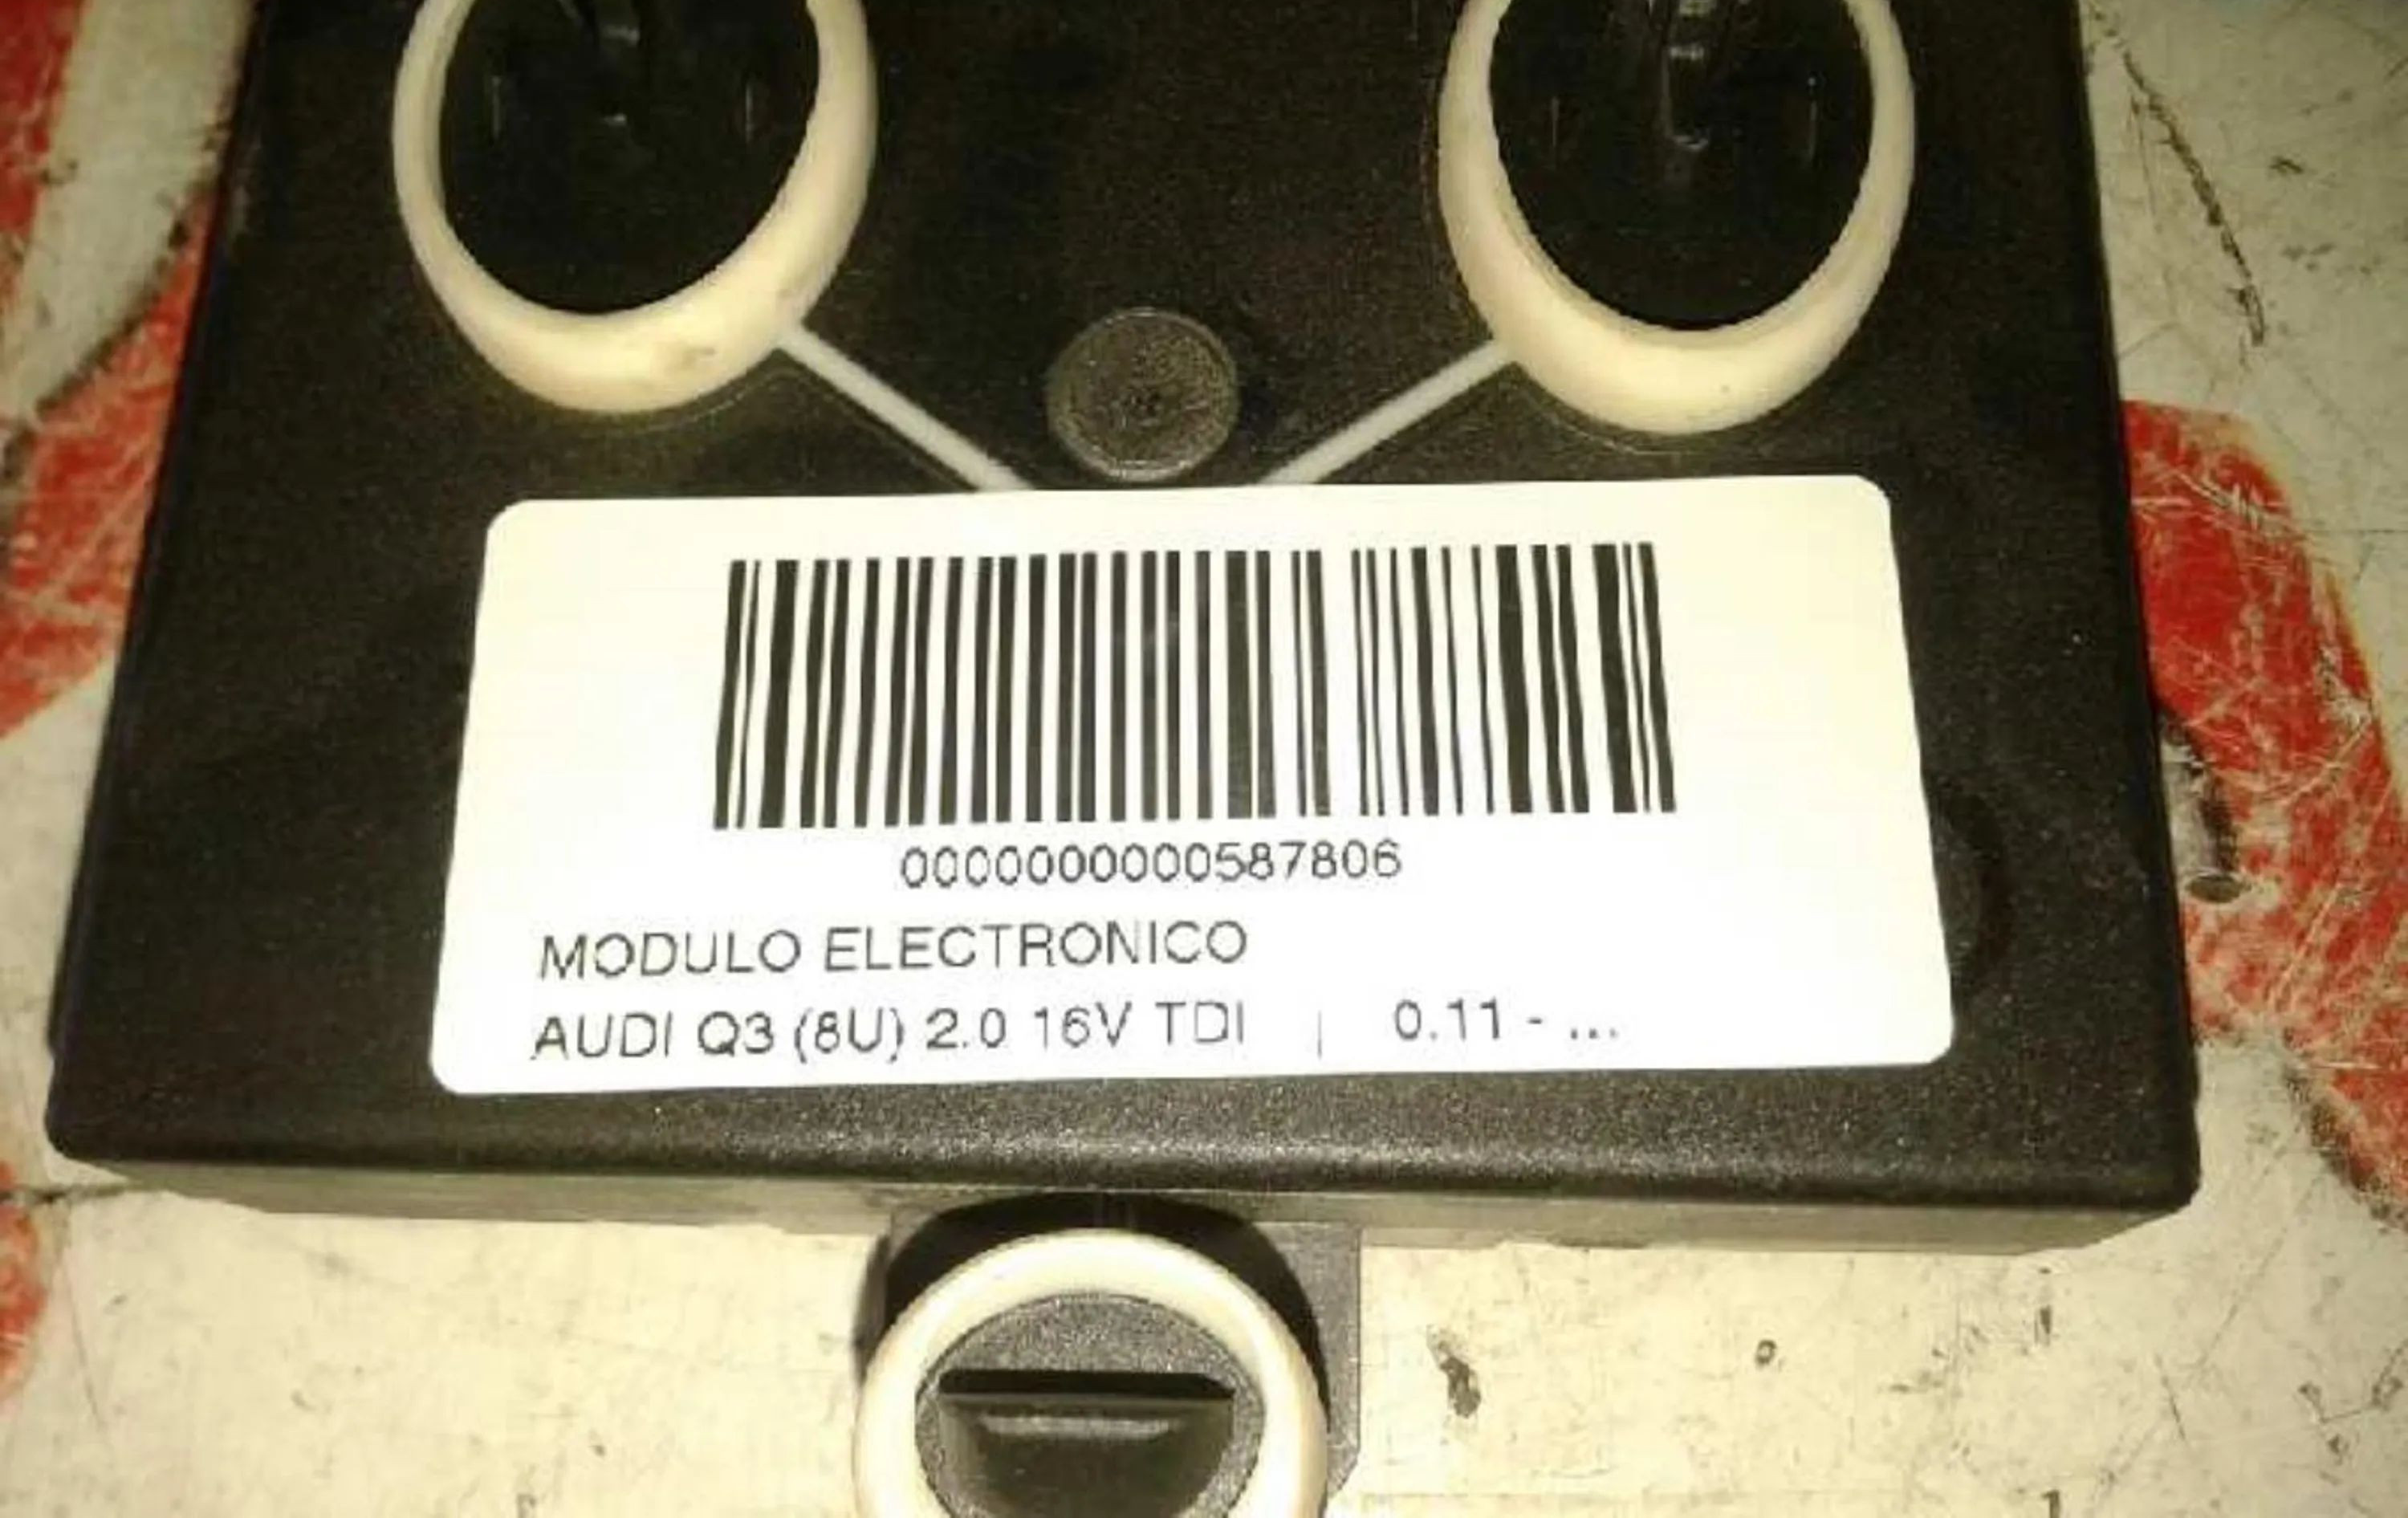 0000000000587806
MODULO ELECTRONICO
AUDI Q3 (8U) 2.0 16V TDI | 0.11 - ...